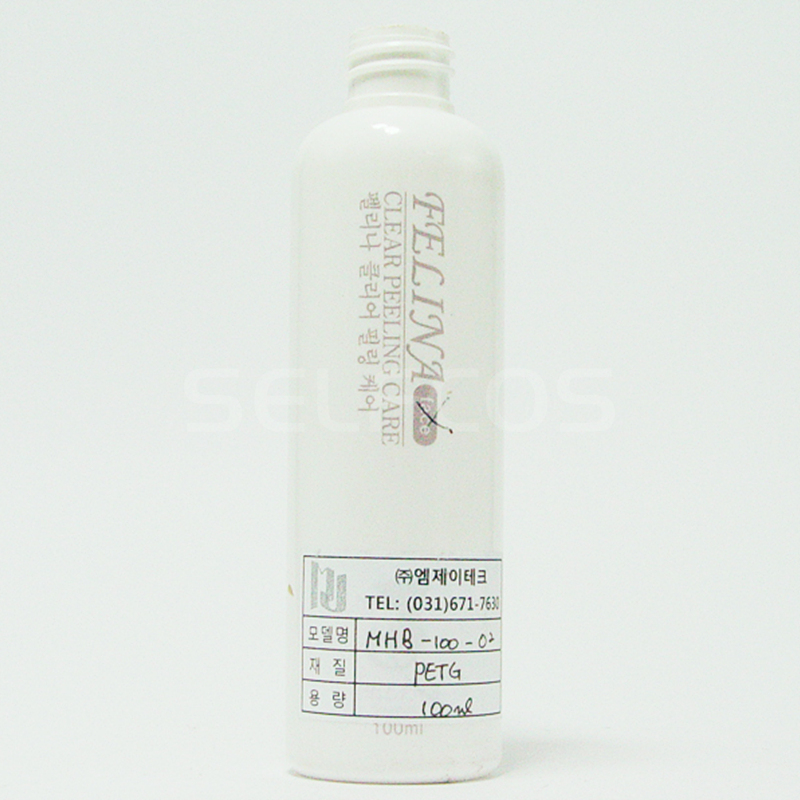 FELINA
CLEAR PEELING CARE
펠리나 클리어 필링 케어
MJ
㈜엠제이테크
TEL: (031)671-7630
모델명 MHB-100-02
재 질 PETG
용 량 100ml
100ml